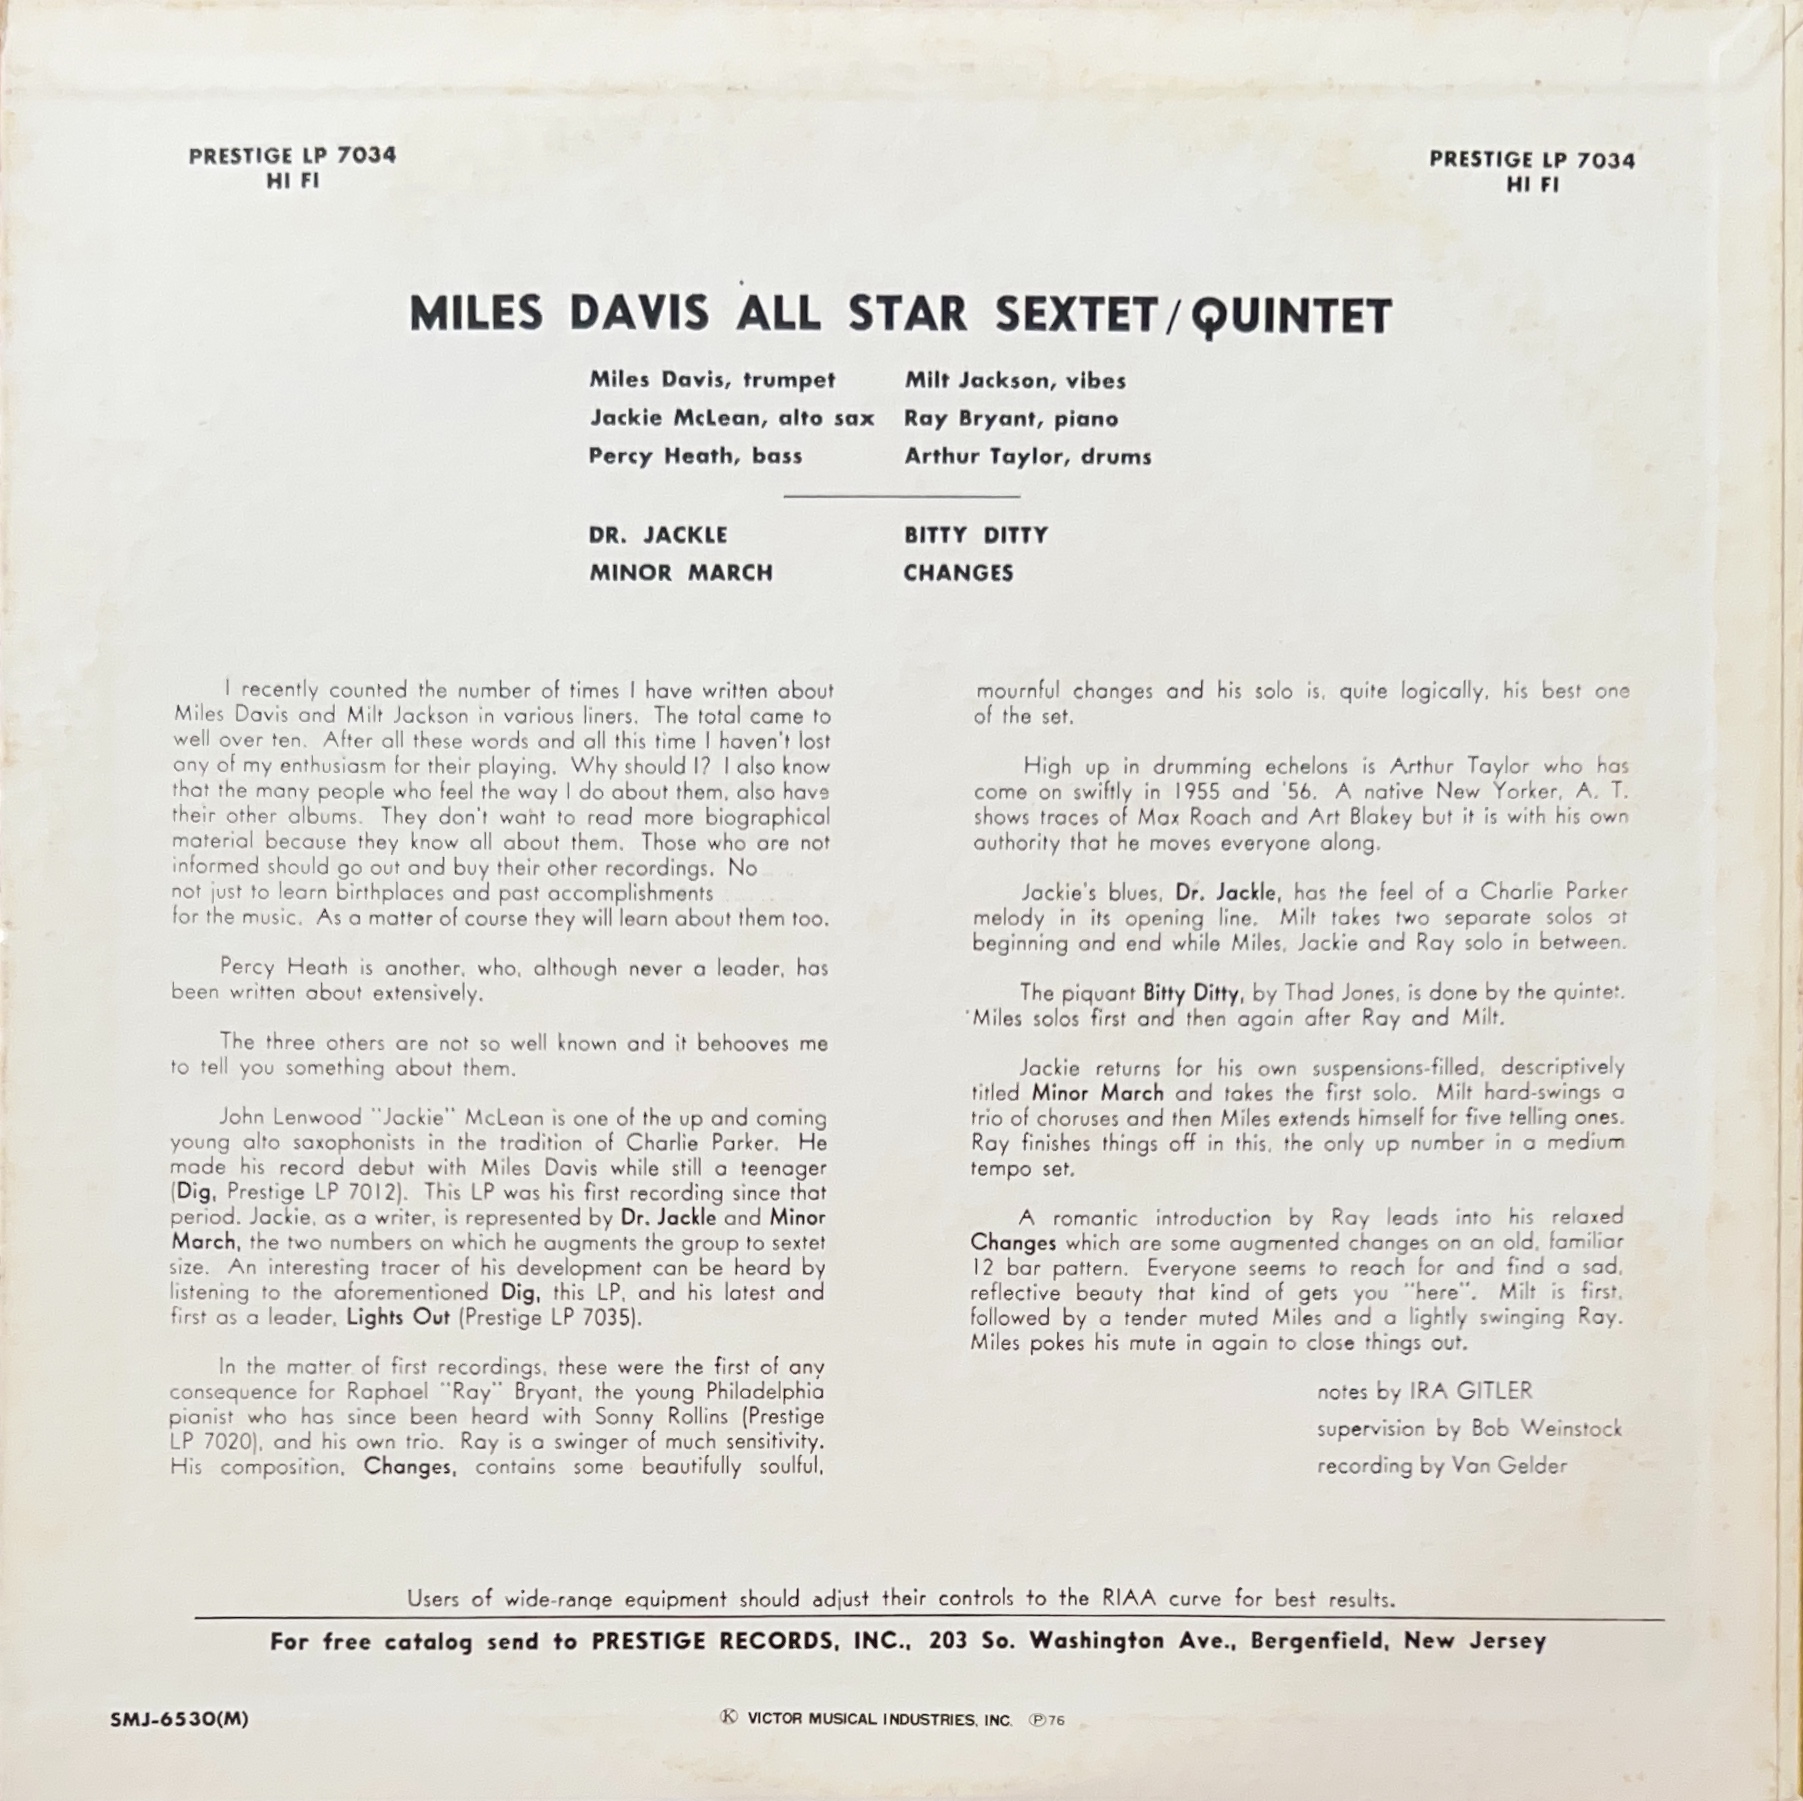 PRESTIGE LP 7034
HI FI
PRESTIGE LP 7034
HI FI
MILES DAVIS ALL STAR SEXTET/QUINTET
Miles Davis, trumpet
Milt Jackson, vibes
Jackie McLean, alto sax
Ray Bryant, piano
Percy Heath, bass
Arthur Taylor, drums
DR. JACKLE
BITTY DITTY
MINOR MARCH
CHANGES
I recently counted the number of times I have written about
Miles Davis and Milt Jackson in various liners. The total came to
well over ten. After all these words and all this time I haven't lost
any of my enthusiasm for their playing. Why should I? I also know
that the many people who feel the way I do about them, also have
their other albums. They don't waht to read more biographical
material because they know all about them. Those who are not
informed should go out and buy their other recordings. No
not just to learn birthplaces and past accomplishments
for the music. As a matter of course they will learn about them too.
Percy Heath is another, who, although never a leader, has
been written about extensively.
The three others are not so well known and it behooves me
to tell you something about them.
John Lenwood "Jackie" McLean is one of the up and coming
young alto saxophonists in the tradition of Charlie Parker. He
made his record debut with Miles Davis while still a teenager
(Dig, Prestige LP 7012). This LP was his first recording since that
period. Jackie, as a writer, is represented by Dr. Jackle and Minor
March, the two numbers on which he augments the group to sextet
size. An interesting tracer of his development can be heard by
listening to the aforementioned Dig, this LP, and his latest and
first as a leader, Lights Out (Prestige LP 7035).
In the matter of first recordings, these were the first of any
consequence for Raphael "Ray" Bryant, the young Philadelphia
pianist who has since been heard with Sonny Rollins (Prestige
LP 7020), and his own trio. Ray is a swinger of much sensitivity.
His composition, Changes, contains some beautifully soulful,
mournful changes and his solo is, quite logically, his best one
of the set.
High up in drumming echelons is Arthur Taylor who has
come on swiftly in 1955 and '56. A native New Yorker, A. T.
shows traces of Max Roach and Art Blakey but it is with his own
authority that he moves everyone along.
Jackie's blues, Dr. Jackle, has the feel of a Charlie Parker
melody in its opening line. Milt takes two separate solos at
beginning and end while Miles, Jackie and Ray solo in between.
The piquant Bitty Ditty, by Thad Jones, is done by the quintet.
Miles solos first and then again after Ray and Milt.
Jackie returns for his own suspensions-filled, descriptively
titled Minor March and takes the first solo. Milt hard-swings a
trio of choruses and then Miles extends himself for five telling ones.
Ray finishes things off in this, the only up number in a medium
tempo set.
A romantic introduction by Ray leads into his relaxed
Changes which are some augmented changes on an old, familiar
12 bar pattern. Everyone seems to reach for and find a sad,
reflective beauty that kind of gets you "here". Milt is first,
followed by a tender muted Miles and a lightly swinging Ray.
Miles pokes his mute in again to close things out.
notes by IRA GITLER
supervision by Bob Weinstock
recording by Van Gelder
Users of wide-range equipment should adjust their controls to the RIAA curve for best results.
For free catalog send to PRESTIGE RECORDS, INC., 203 So. Washington Ave., Bergenfield, New Jersey
SMJ-6530(M)
Ⓚ VICTOR MUSICAL INDUSTRIES, INC. Ⓟ76